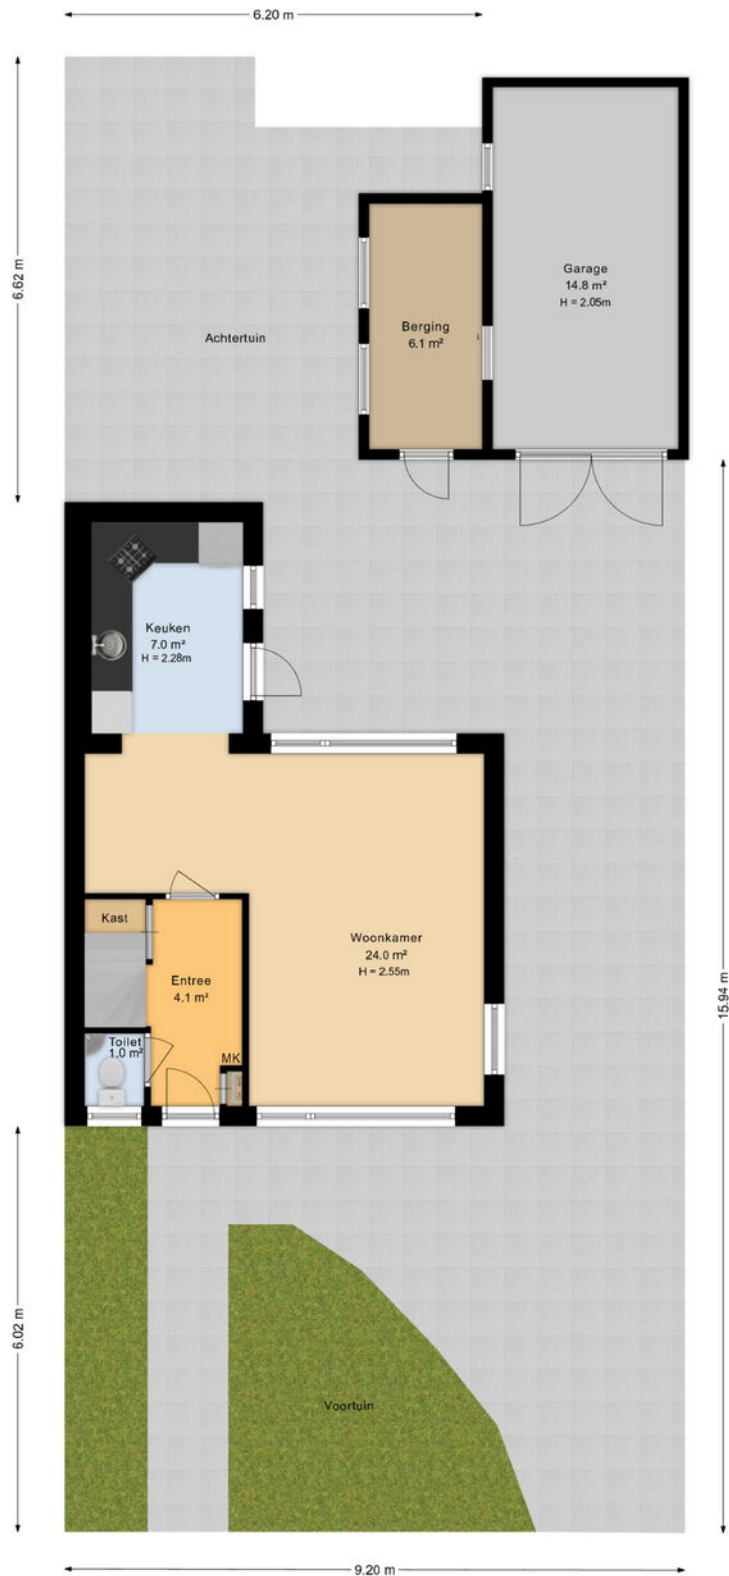 6.20 m
6.62 m
Garage
14.8 m²
H = 2.05m
Berging
6.1 m²
Achtertuin
Keuken
7.0 m²
H = 2.28m
Kast
Woonkamer
24.0 m²
H = 2.55m
Entree
4.1 m²
15.94 m
Toilet
1.0 m²
MK
6.02 m
Voortuin
9.20 m